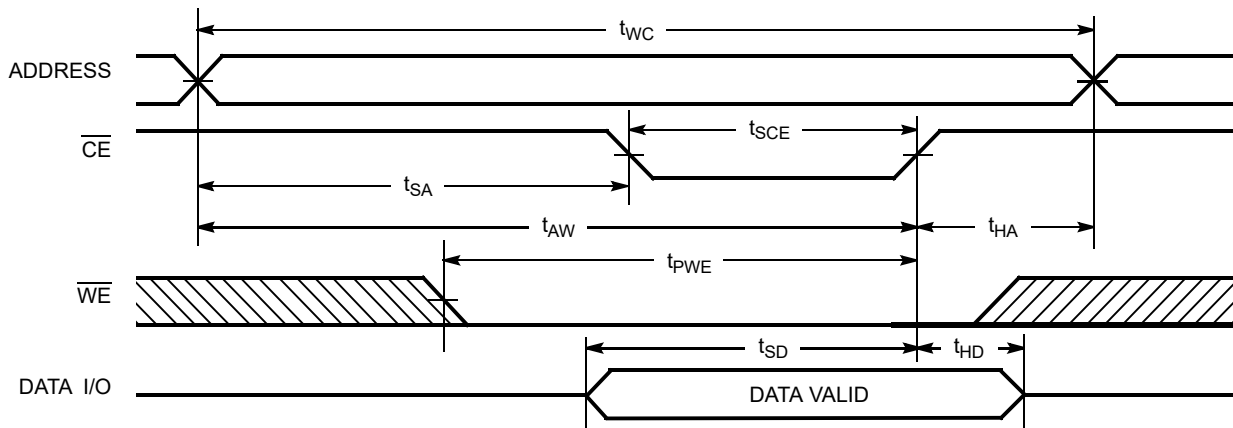 tWC
ADDRESS
CE
tSCE
tSA
tAW
tHA
tPWE
WE
tSD
tHD
DATA I/O
DATA VALID